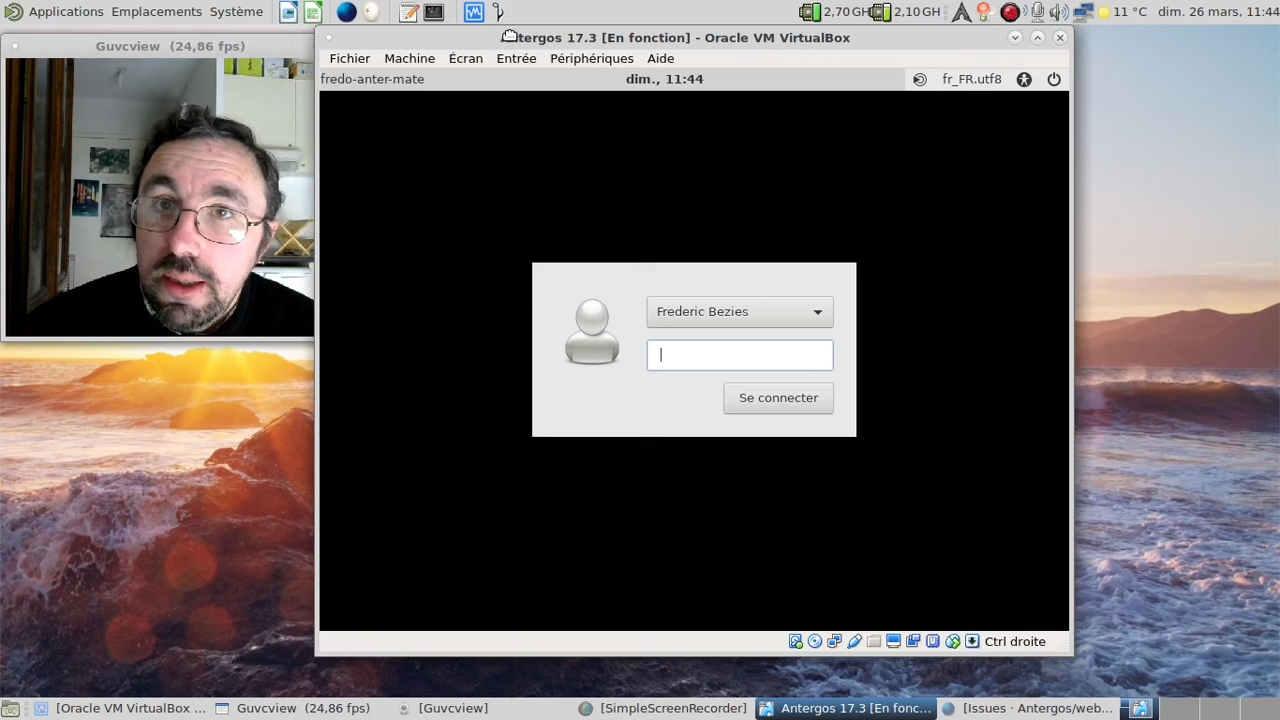 Applications Emplacements Système
2,70 GH 2,10 GH 11 °C dim. 26 mars, 11:44
Guvcview (24,86 fps)
Antergos 17.3 [En fonction] - Oracle VM VirtualBox
Fichier Machine Écran Entrée Périphériques Aide
fredo-anter-mate dim., 11:44 fr_FR.utf8
Frederic Bezies
Se connecter
Ctrl droite
[Oracle VM VirtualBox ... Guvcview (24,86 fps) [Guvcview] [SimpleScreenRecorder] Antergos 17.3 [En fonc... [Issues · Antergos/web...